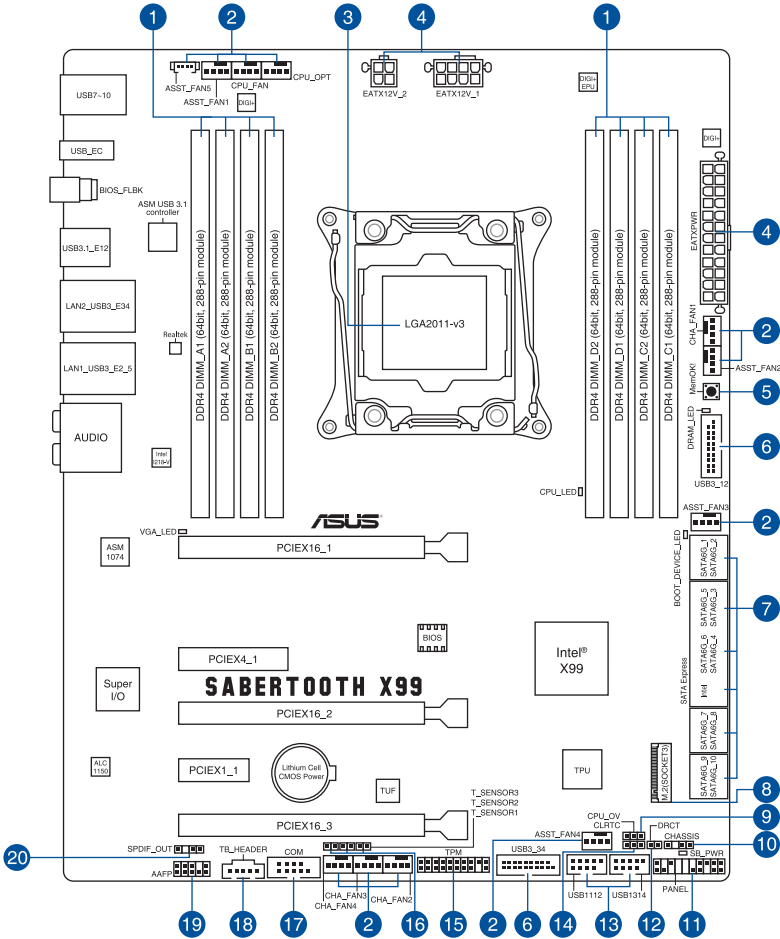 1
2
3
4
1
ASST_FAN5
ASST_FAN1
CPU_FAN
CPU_OPT
DIGI+
EATX12V_2
EATX12V_1
DIGI+
EPU
DIGI+
USB7~10
USB_EC
BIOS_FLBK
ASM USB 3.1
controller
USB3.1_E12
LAN2_USB3_E34
Realtek
LAN1_USB3_E2_5
AUDIO
Intel
I218-V
DDR4 DIMM_A1 (64bit, 288-pin module)
DDR4 DIMM_A2 (64bit, 288-pin module)
DDR4 DIMM_B1 (64bit, 288-pin module)
DDR4 DIMM_B2 (64bit, 288-pin module)
LGA2011-v3
DDR4 DIMM_D2 (64bit, 288-pin module)
DDR4 DIMM_D1 (64bit, 288-pin module)
DDR4 DIMM_C2 (64bit, 288-pin module)
DDR4 DIMM_C1 (64bit, 288-pin module)
EATXPWR
4
CHA_FAN1
2
ASST_FAN2
MemOK!
5
DRAM_LED
6
USB3_12
CPU_LED
ASST_FAN3
2
ASUS
VGA_LED
PCIEX16_1
ASM
1074
BOOT_DEVICE_LED
SATA6G_1
SATA6G_2
SATA6G_5
SATA6G_3
7
SATA6G_6
SATA6G_4
SATA Express
Intel
SATA6G_7
SATA6G_8
SATA6G_9
SATA6G_10
BIOS
Intel®
X99
PCIEX4_1
Super
I/O
SABERTOOTH X99
PCIEX16_2
ALC
1150
PCIEX1_1
Lithium Cell
CMOS Power
TUF
TPU
M.2(SOCKET3)
8
PCIEX16_3
T_SENSOR3
T_SENSOR2
T_SENSOR1
CPU_OV
CLRTC
9
DRCT
CHASSIS
10
ASST_FAN4
SPDIF_OUT
20
TB_HEADER
COM
TPM
USB3_34
SB_PWR
AAFP
CHA_FAN3
CHA_FAN4
CHA_FAN2
USB1112
USB1314
PANEL
19
18
17
2
16
15
2
6
14
13
12
11